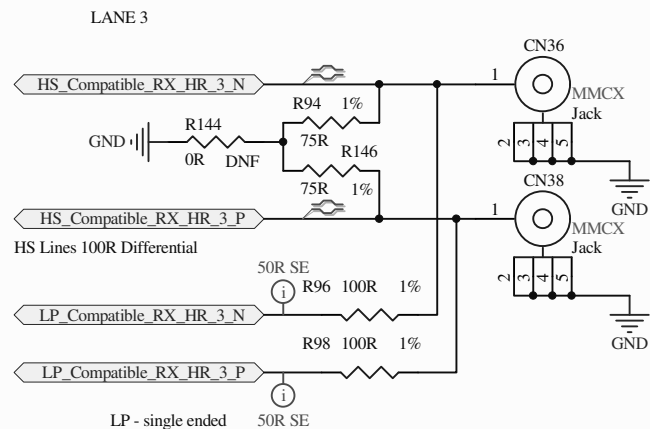 LANE 3
CN36
HS_Compatible_RX_HR_3_N
1
MMCX
R94 1%
Jack
R144
GND
75R
R146
2 3 4 5
0R DNF
75R 1%
CN38
GND
HS_Compatible_RX_HR_3_P
1
MMCX
HS Lines 100R Differential
Jack
50R SE
2 3 4 5
i
R96 100R 1%
LP_Compatible_RX_HR_3_N
GND
R98 100R 1%
LP_Compatible_RX_HR_3_P
i
LP - single ended
50R SE